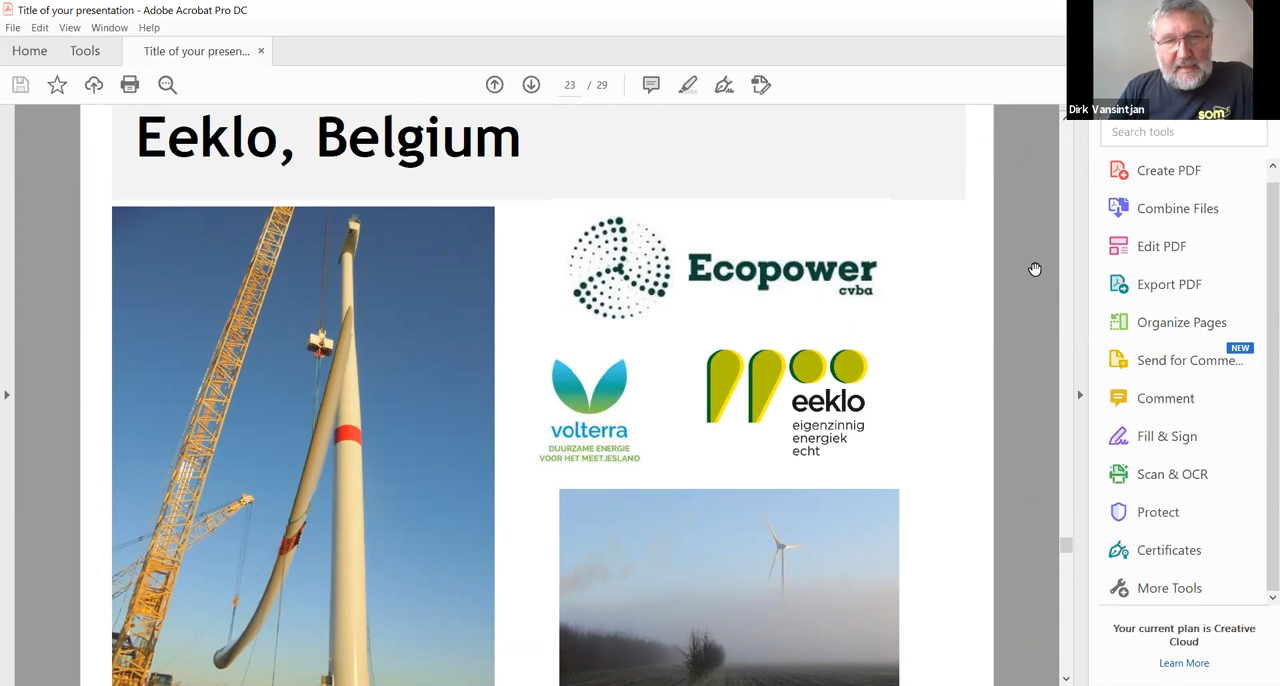 Title of your presentation - Adobe Acrobat Pro DC
File Edit View Window Help
Home Tools Title of your presen... ×
23 / 29
Dirk Vansintjan
som
Search tools
Create PDF
Combine Files
Edit PDF
Export PDF
Organize Pages
NEW
Send for Comme...
Comment
Fill & Sign
Scan & OCR
Protect
Certificates
More Tools
Your current plan is Creative
Cloud
Learn More
Eeklo, Belgium
Ecopower
cvba
volterra
DUURZAME ENERGIE
VOOR HET MEETJESLAND
eeklo
eigenzinnig
energiek
echt